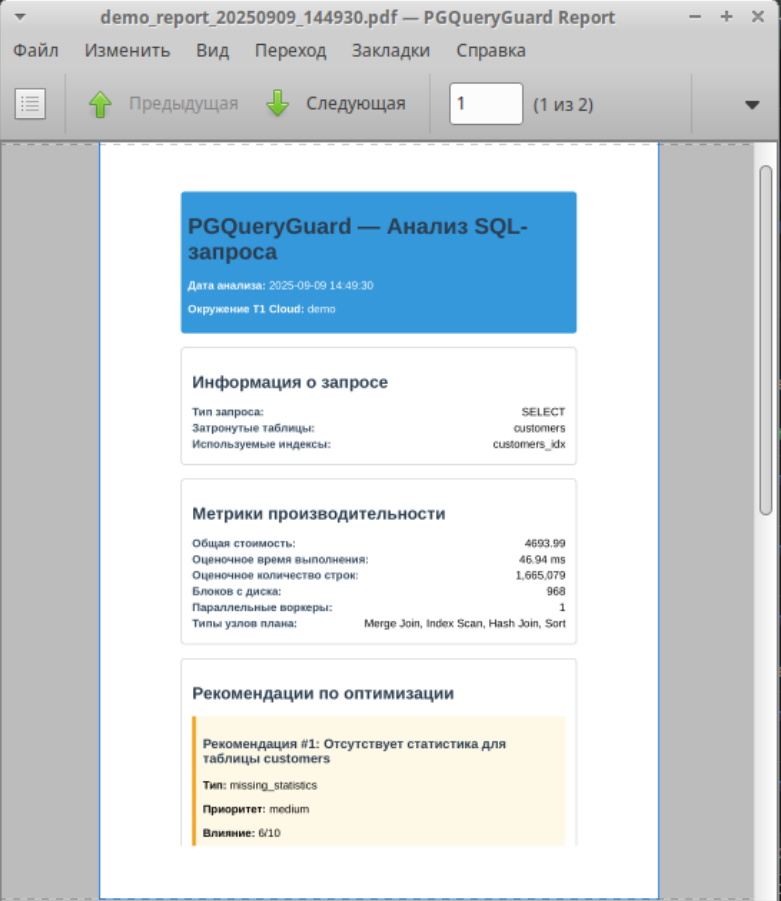 demo_report_20250909_144930.pdf — PGQueryGuard Report
Файл Изменить Вид Переход Закладки Справка
Предыдущая Следующая 1 (1 из 2)
PGQueryGuard — Анализ SQL-
запроса
Дата анализа: 2025-09-09 14:49:30
Окружение T1 Cloud: demo
Информация о запросе
Тип запроса: SELECT
Затронутые таблицы: customers
Используемые индексы: customers_idx
Метрики производительности
Общая стоимость: 4693.99
Оценочное время выполнения: 46.94 ms
Оценочное количество строк: 1,665,079
Блоков с диска: 968
Параллельные воркеры: 1
Типы узлов плана: Merge Join, Index Scan, Hash Join, Sort
Рекомендации по оптимизации
Рекомендация #1: Отсутствует статистика для
таблицы customers
Тип: missing_statistics
Приоритет: medium
Влияние: 6/10